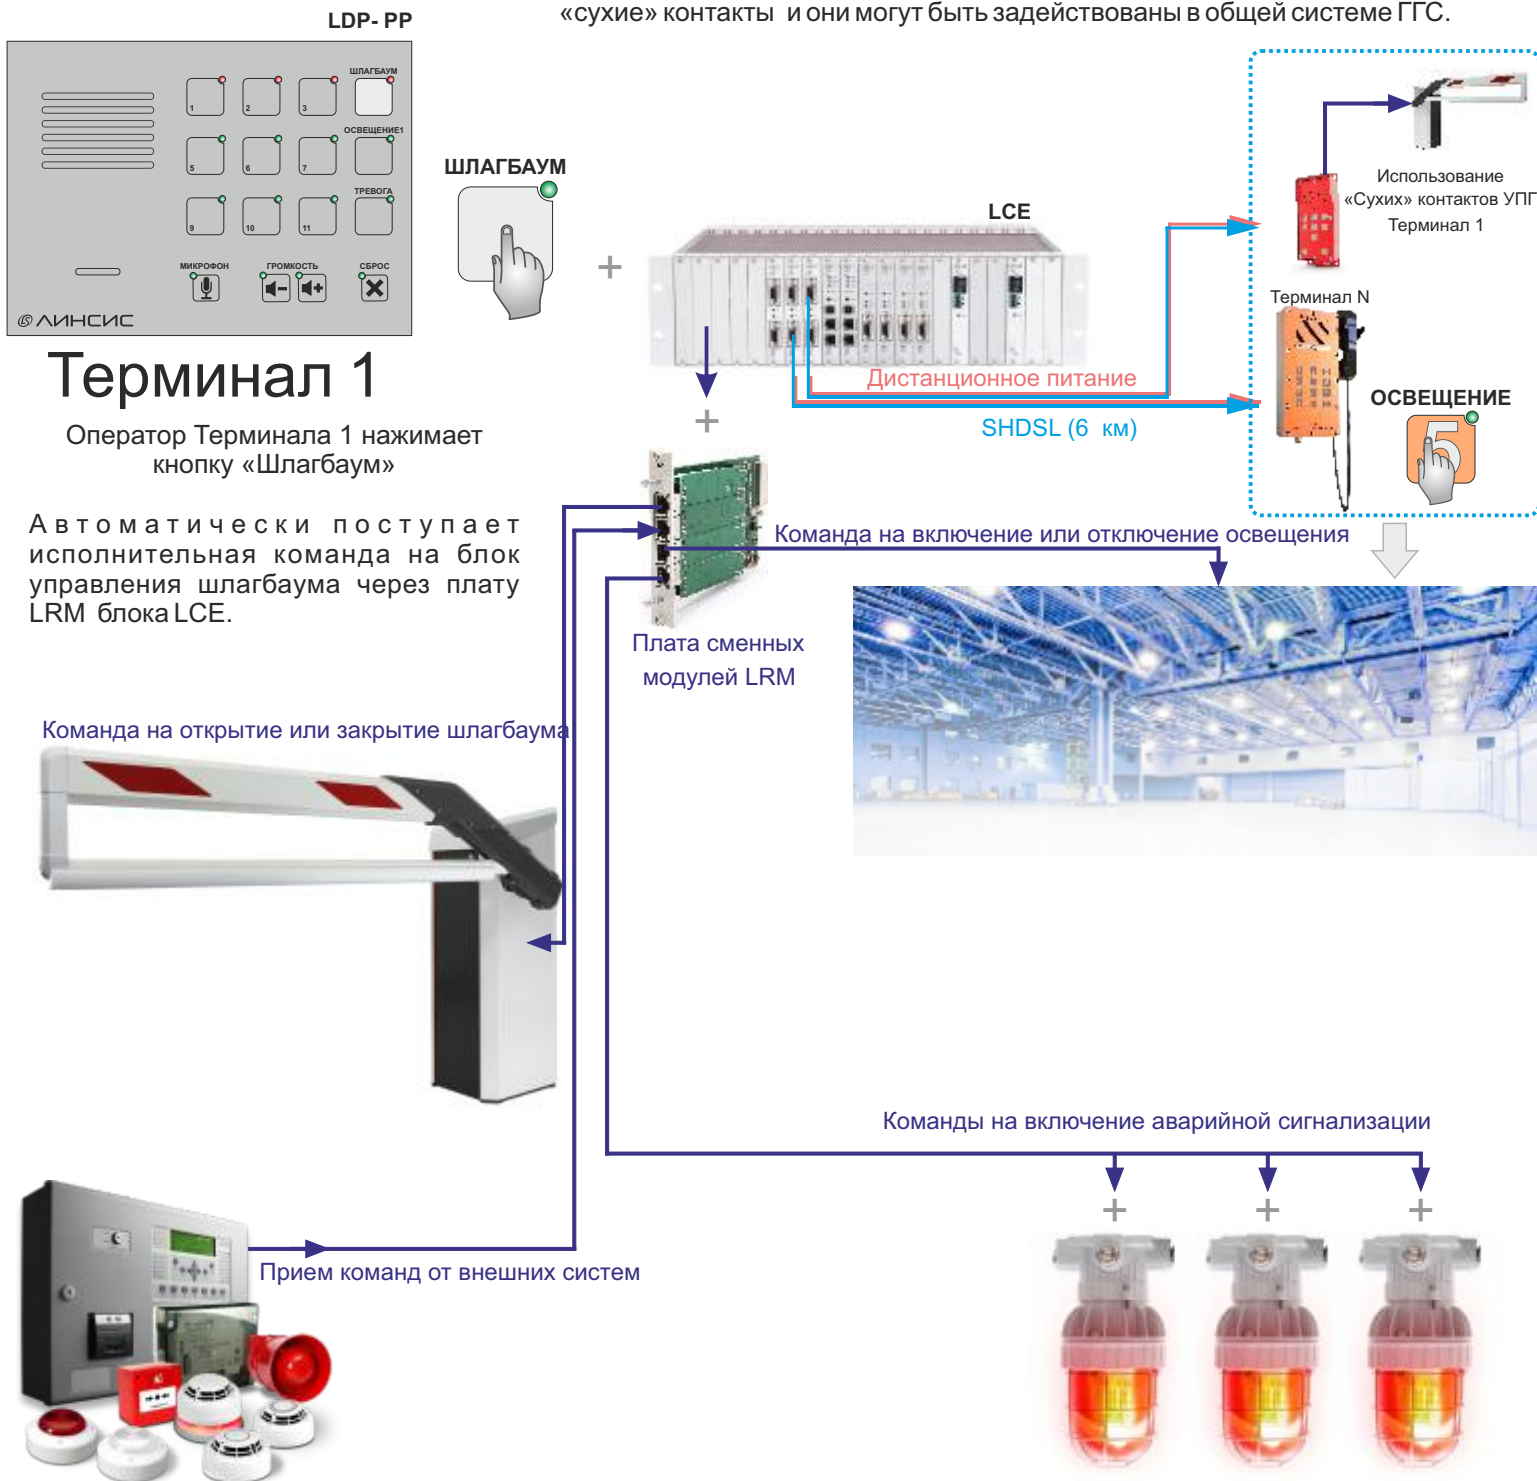 «сухие» контакты и они могут быть задействованы в общей системе ГГС.
LDP- PP
ШЛАГБАУМ
1
2
3
ОСВЕЩЕНИЕ1
5
6
7
ТРЕВОГА
9
10
11
МИКРОФОН
ГРОМКОСТЬ
СБРОС
ЛИНСИС
Терминал 1
Оператор Терминала 1 нажимает
кнопку «Шлагбаум»
Автоматически поступает
исполнительная команда на блок
управления шлагбаума через плату
LRM блока LCE.
ШЛАГБАУМ
+
LCE
Дистанционное питание
SHDSL (6 км)
Использование
«Сухих» контактов УПГ
Терминал 1
Терминал N
ОСВЕЩЕНИЕ
5
+
Команда на включение или отключение освещения
Плата сменных
модулей LRM
Команда на открытие или закрытие шлагбаума
Команды на включение аварийной сигнализации
+ + +
Прием команд от внешних систем